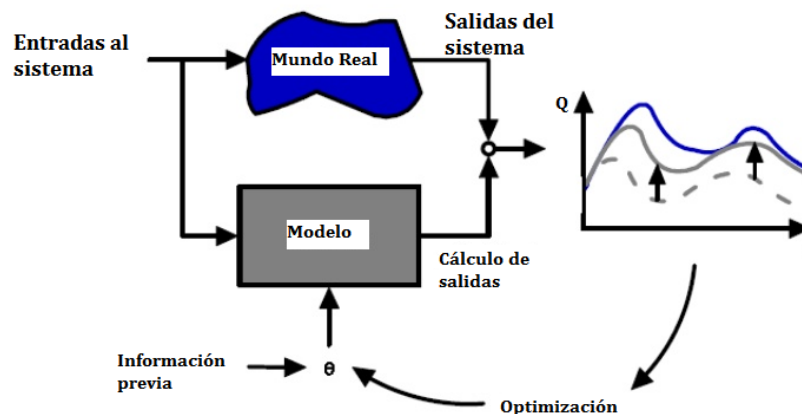 Entradas al
sistema
Mundo Real
Salidas del
sistema
Q
Modelo
Cálculo de
salidas
Información
previa
θ
Optimización